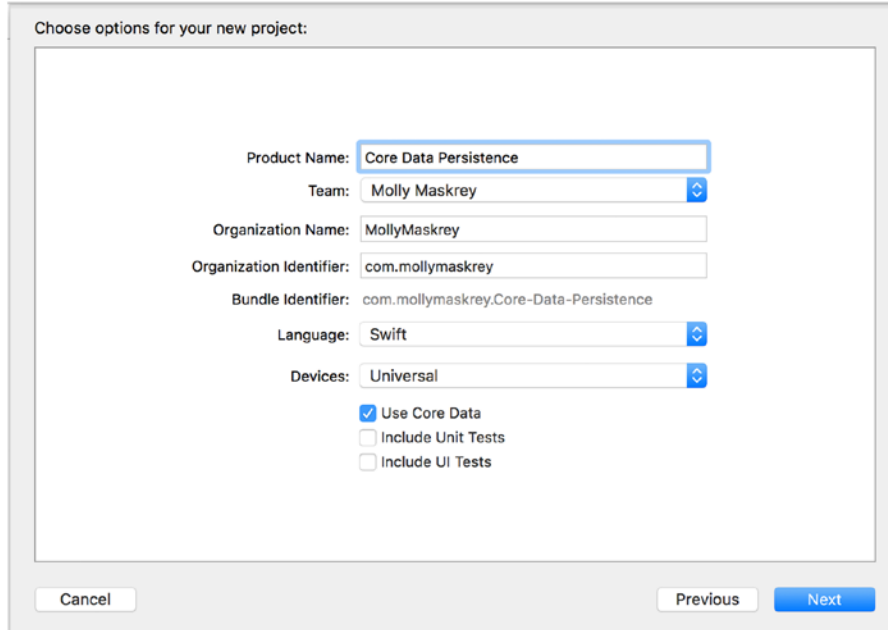 Choose options for your new project:
Product Name: Core Data Persistence
Team: Molly Maskrey
Organization Name: MollyMaskrey
Organization Identifier: com.mollymaskrey
Bundle Identifier: com.mollymaskrey.Core-Data-Persistence
Language: Swift
Devices: Universal
Use Core Data
Include Unit Tests
Include UI Tests
Cancel Previous Next